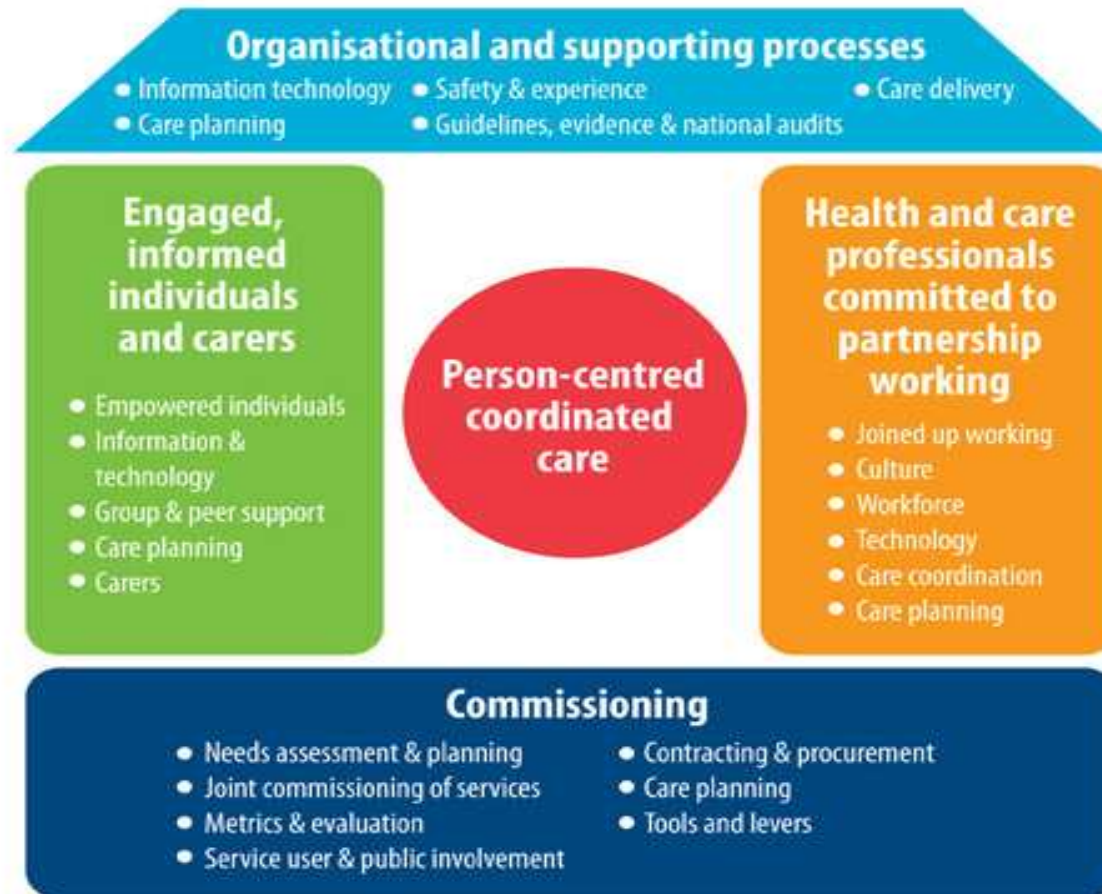 Organisational and supporting processes
• Information technology • Safety & experience • Care delivery
• Care planning • Guidelines, evidence & national audits
Engaged,
informed
individuals
and carers
• Empowered individuals
• Information &
technology
• Group & peer support
• Care planning
• Carers
Person-centred
coordinated
care
Health and care
professionals
committed to
partnership
working
• Joined up working
• Culture
• Workforce
• Technology
• Care coordination
• Care planning
Commissioning
• Needs assessment & planning
• Joint commissioning of services
• Metrics & evaluation
• Service user & public involvement
• Contracting & procurement
• Care planning
• Tools and levers